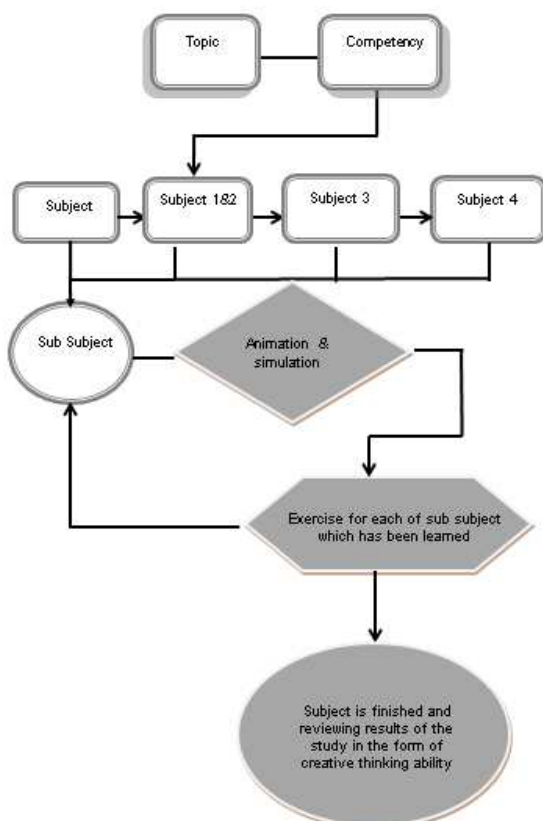 Topic
Competency
Subject
Subject 1&2
Subject 3
Subject 4
Sub Subject
Animation &
simulation
Exercise for each of sub subject
which has been learned
Subject is finished and
reviewing results of the
study in the form of
creative thinking ability